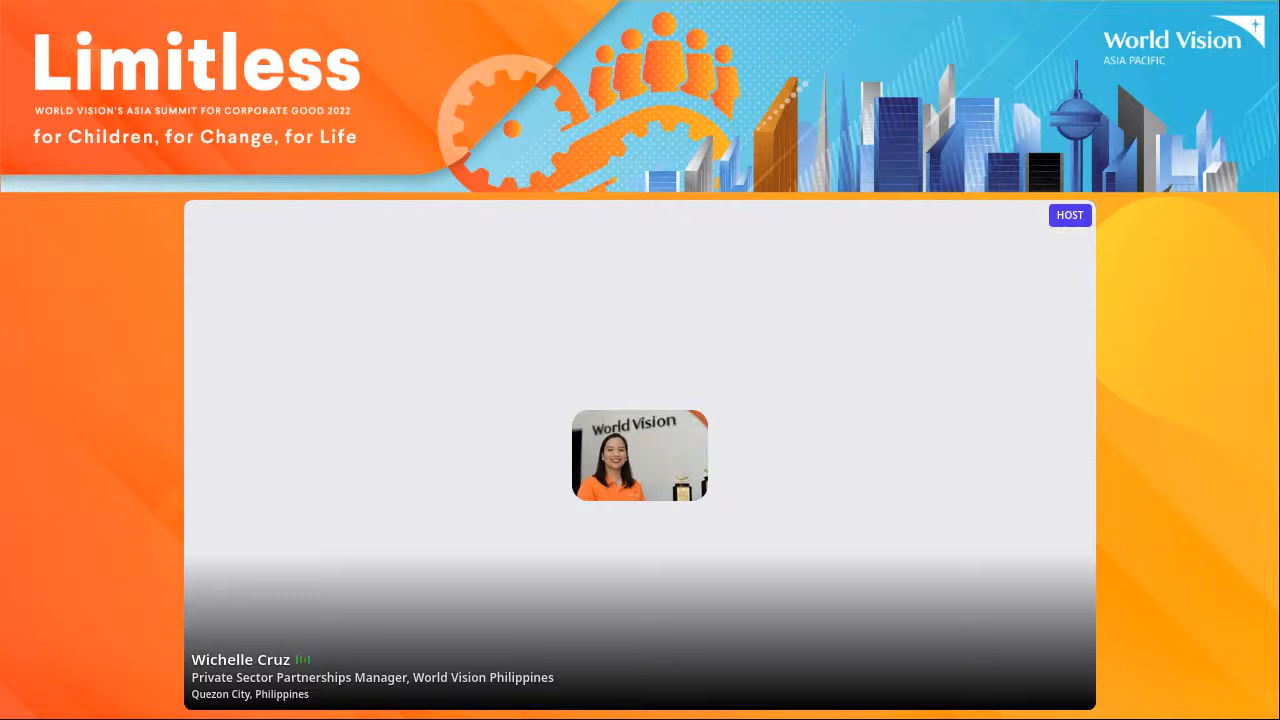 Limitless
WORLD VISION'S ASIA SUMMIT FOR CORPORATE GOOD 2022
for Children, for Change, for Life
World Vision
ASIA PACIFIC
HOST
World Vision
Wichelle Cruz
Private Sector Partnerships Manager, World Vision Philippines
Quezon City, Philippines